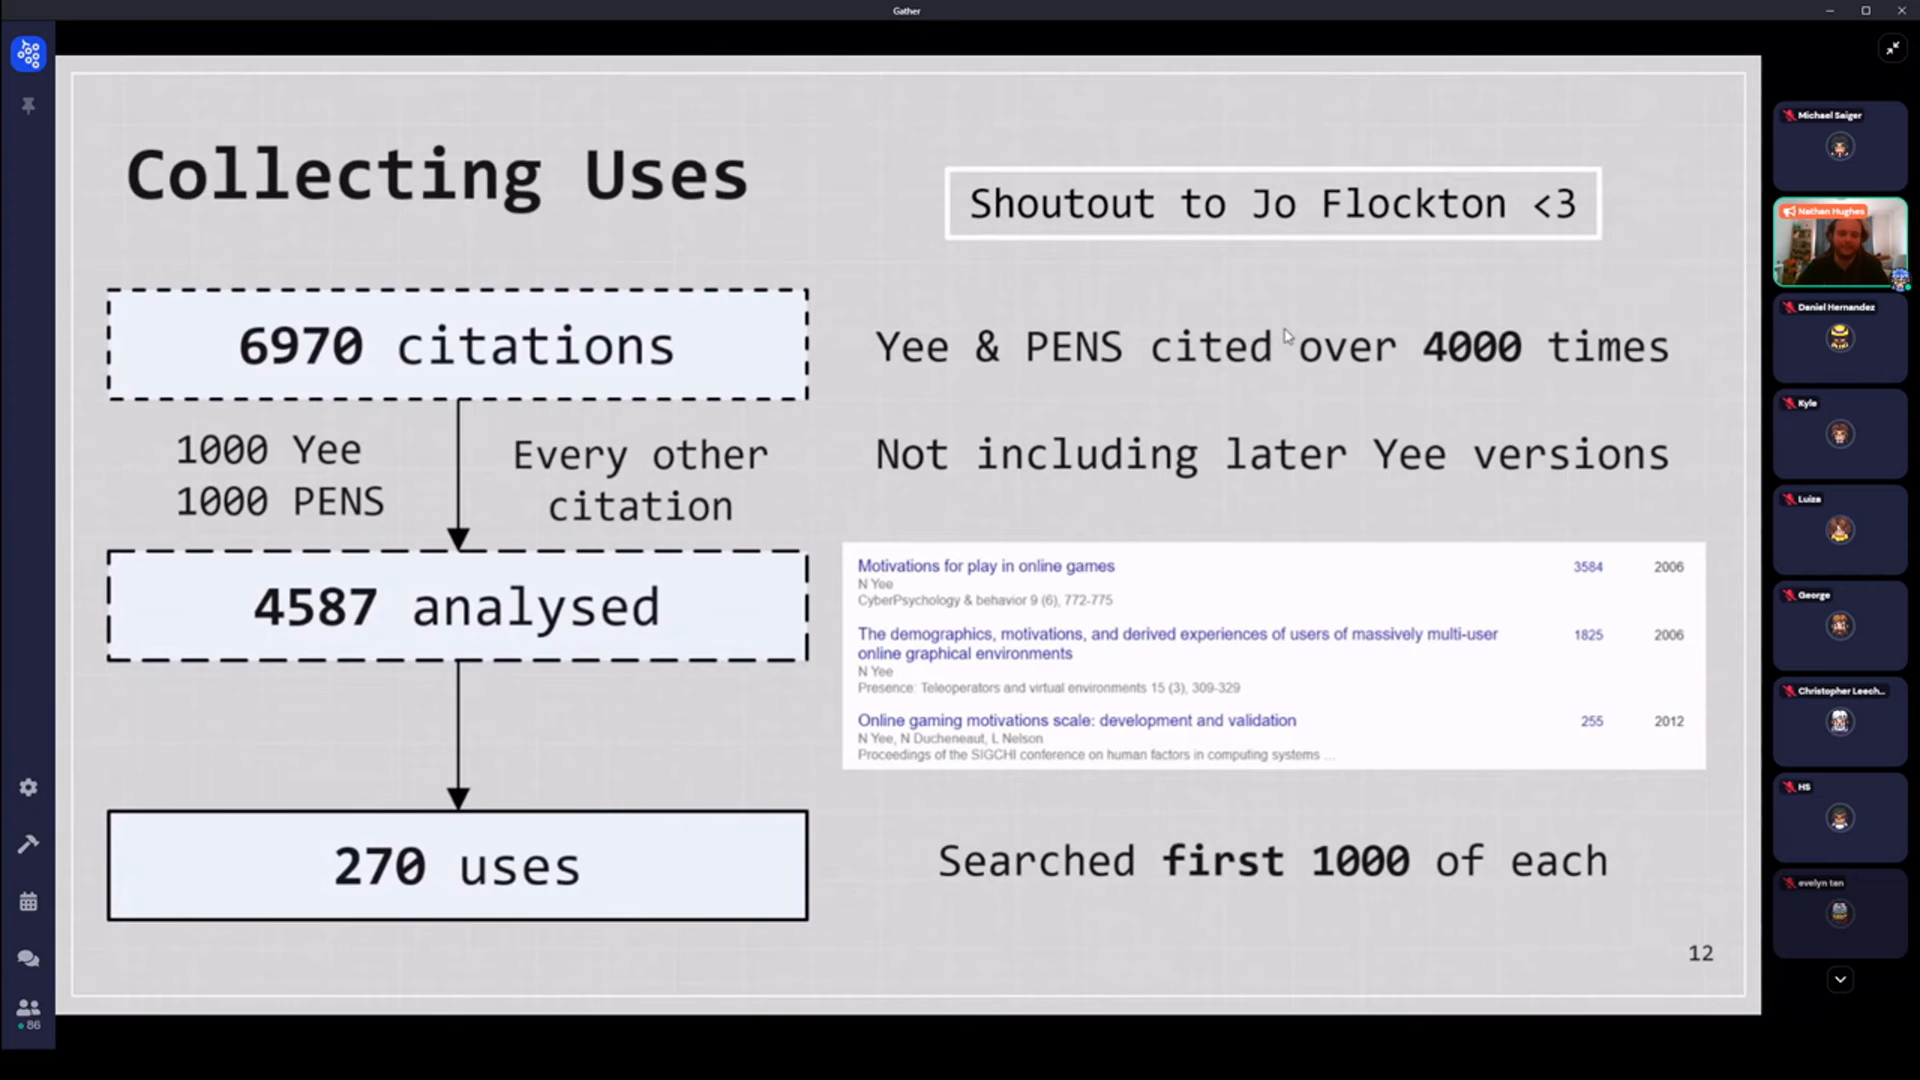 Gather
Collecting Uses
Shoutout to Jo Flockton <3
6970 citations
Yee & PENS cited over 4000 times
1000 Yee
1000 PENS
Every other
citation
Not including later Yee versions
4587 analysed
Motivations for play in online games 3584 2006
N Yee
CyberPsychology & behavior 9 (6), 772-775
The demographics, motivations, and derived experiences of users of massively multi-user 1825 2006
online graphical environments
N Yee
Presence: Teleoperators and virtual environments 15 (3), 309-329
Online gaming motivations scale: development and validation 255 2012
N Yee, N Ducheneaut, L Nelson
Proceedings of the SIGCHI conference on human factors in computing systems ...
270 uses
Searched first 1000 of each
12
86
Michael Saiger
Nathan Hughes
Daniel Hernandez
Kyle
Luiza
George
Christopher Leech...
HS
evelyn tan